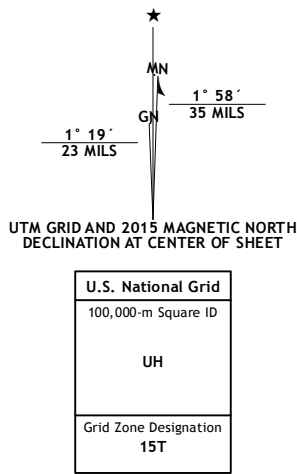 MN
1° 58´
35 MILS
GN
1° 19´
23 MILS
UTM GRID AND 2015 MAGNETIC NORTH
DECLINATION AT CENTER OF SHEET
U.S. National Grid
100,000-m Square ID
UH
Grid Zone Designation
15T